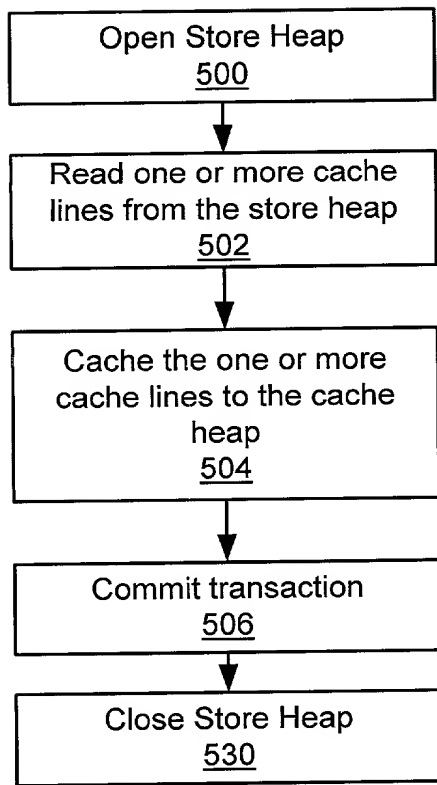 Open Store Heap
500
Read one or more cache
lines from the store heap
502
Cache the one or more
cache lines to the cache
heap
504
Commit transaction
506
Close Store Heap
530